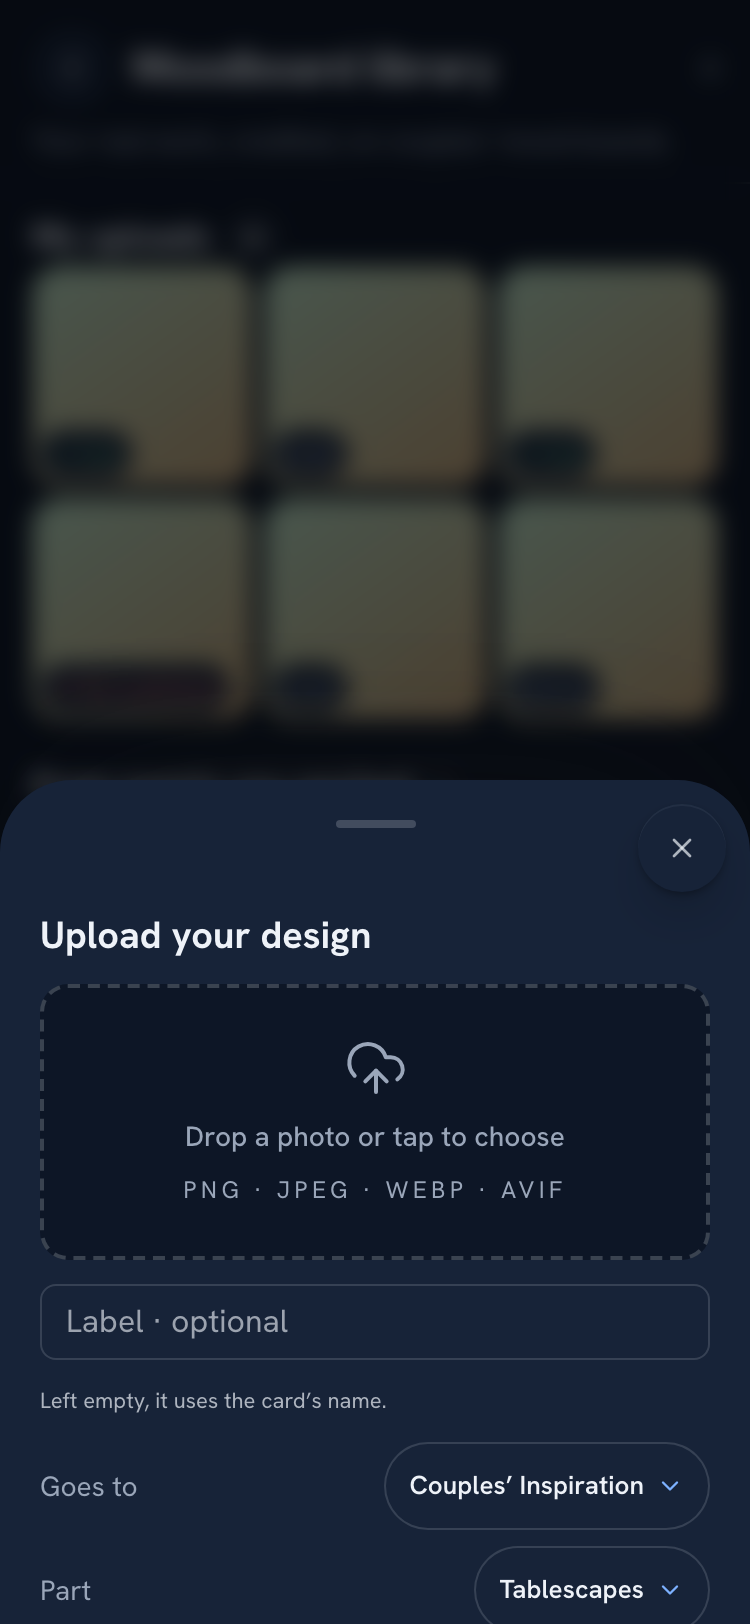 Upload your design
Drop a photo or tap to choose
PNG · JPEG · WEBP · AVIF
Label · optional
Left empty, it uses the card’s name.
Goes to
Couples’ Inspiration
Part
Tablescapes